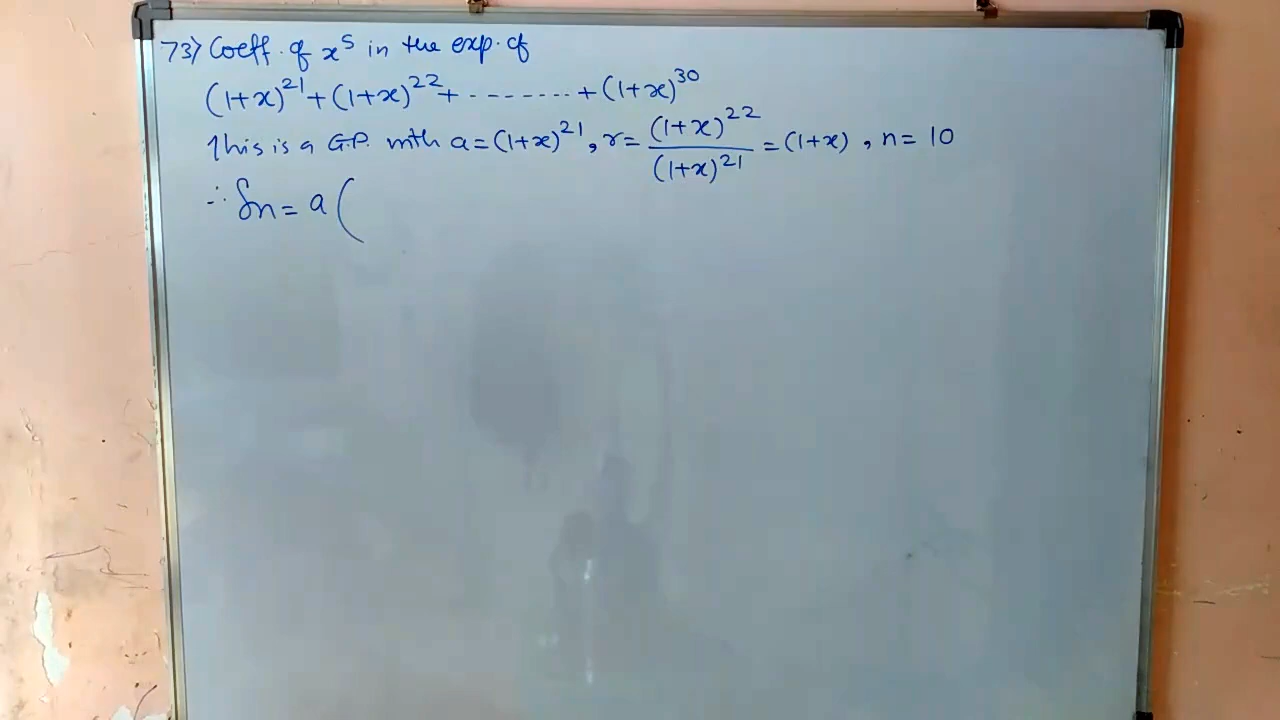 73) Coeff. of x⁵ in the exp. of
(1+x)²¹+(1+x)²²+ - - - - - - - .. +(1+x)³⁰
This is a G.P. with a=(1+x)²¹, r= (1+x)²²/(1+x)²¹ =(1+x), n= 10
∴ Sn= a(